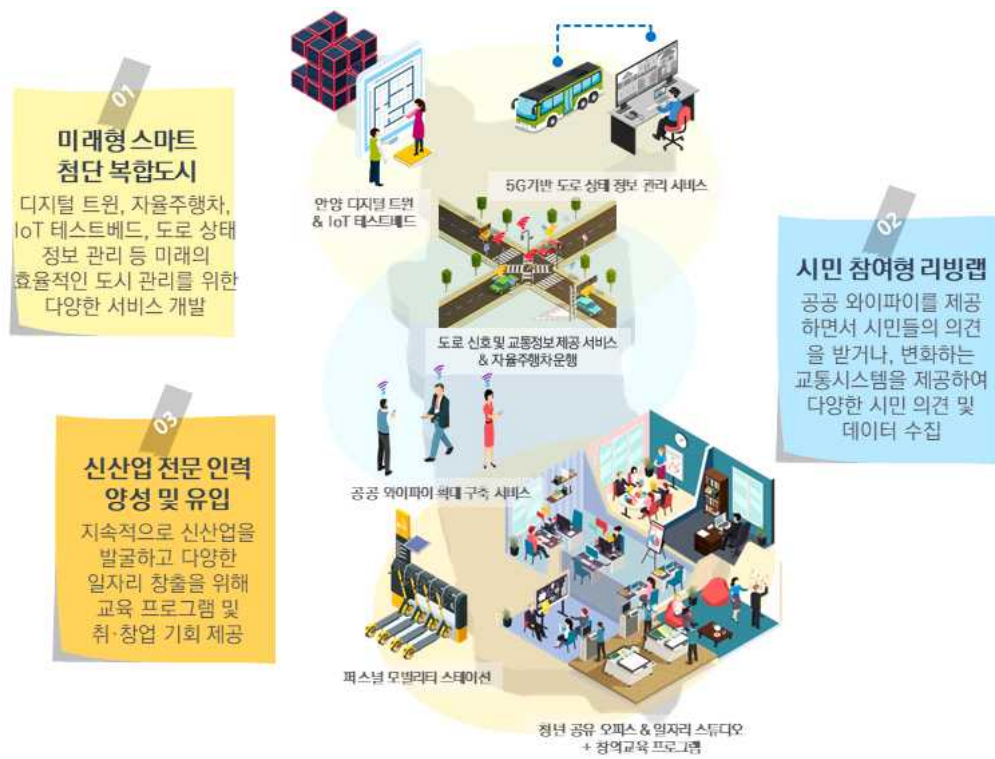 01
미래형 스마트
첨단 복합도시
디지털 트윈, 자율주행차,
IoT 테스트베드, 도로 상태
정보 관리 등 미래의
효율적인 도시 관리를 위한
다양한 서비스 개발
안양 디지털 트윈
& IoT 테스트베드
5G기반 도로 상태 정보 관리 서비스
도로 신호 및 교통정보 제공 서비스
& 자율주행차 운행
02
시민 참여형 리빙랩
공공 와이파이를 제공
하면서 시민들의 의견
을 받거나, 변화하는
교통시스템을 제공하여
다양한 시민 의견 및
데이터 수집
03
신산업 전문 인력
양성 및 유입
지속적으로 신산업을
발굴하고 다양한
일자리 창출을 위해
교육 프로그램 및
취·창업 기회 제공
공공 와이파이 확대 구축 서비스
퍼스널 모빌리티 스테이션
청년 공유 오피스 & 일자리 스튜디오
+ 창의교육 프로그램